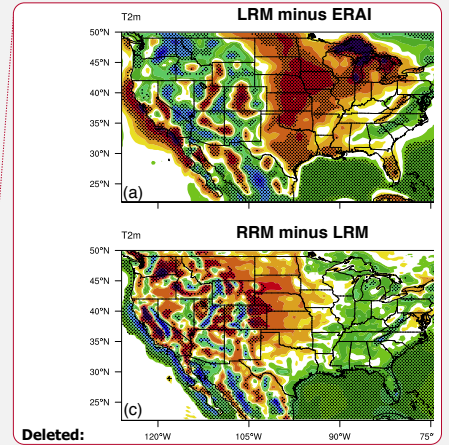 LRM minus ERAI
T2m
50°N
45°N
40°N
35°N
30°N
25°N
(a)
RRM minus LRM
T2m
50°N
45°N
40°N
35°N
30°N
25°N
(c)
Deleted:
120°W 105°W 90°W 75°